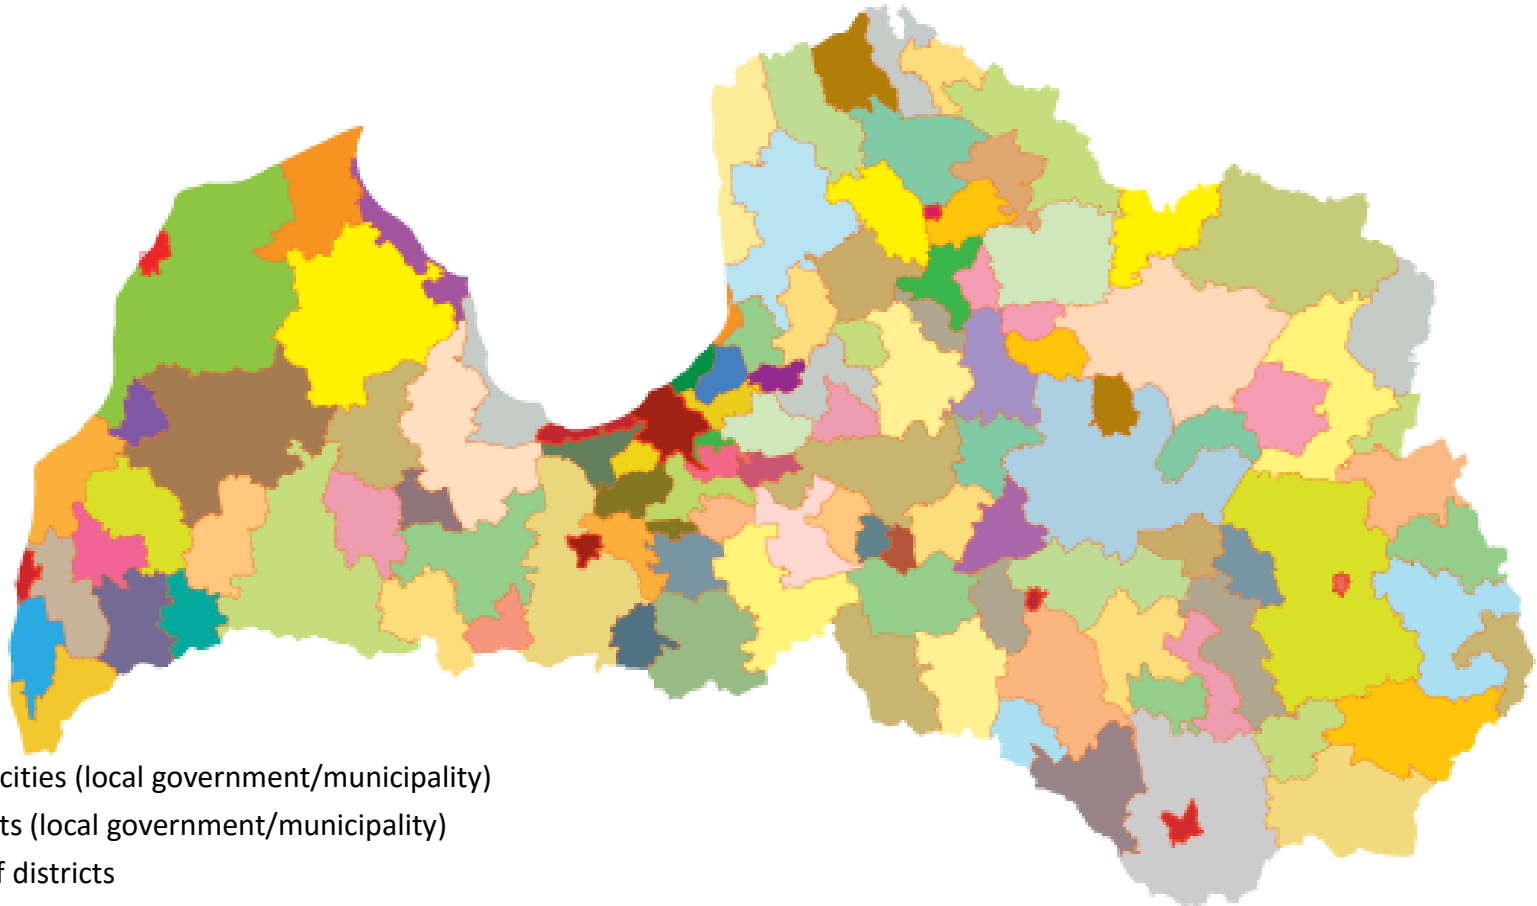 cities (local government/municipality)
ts (local government/municipality)
f districts